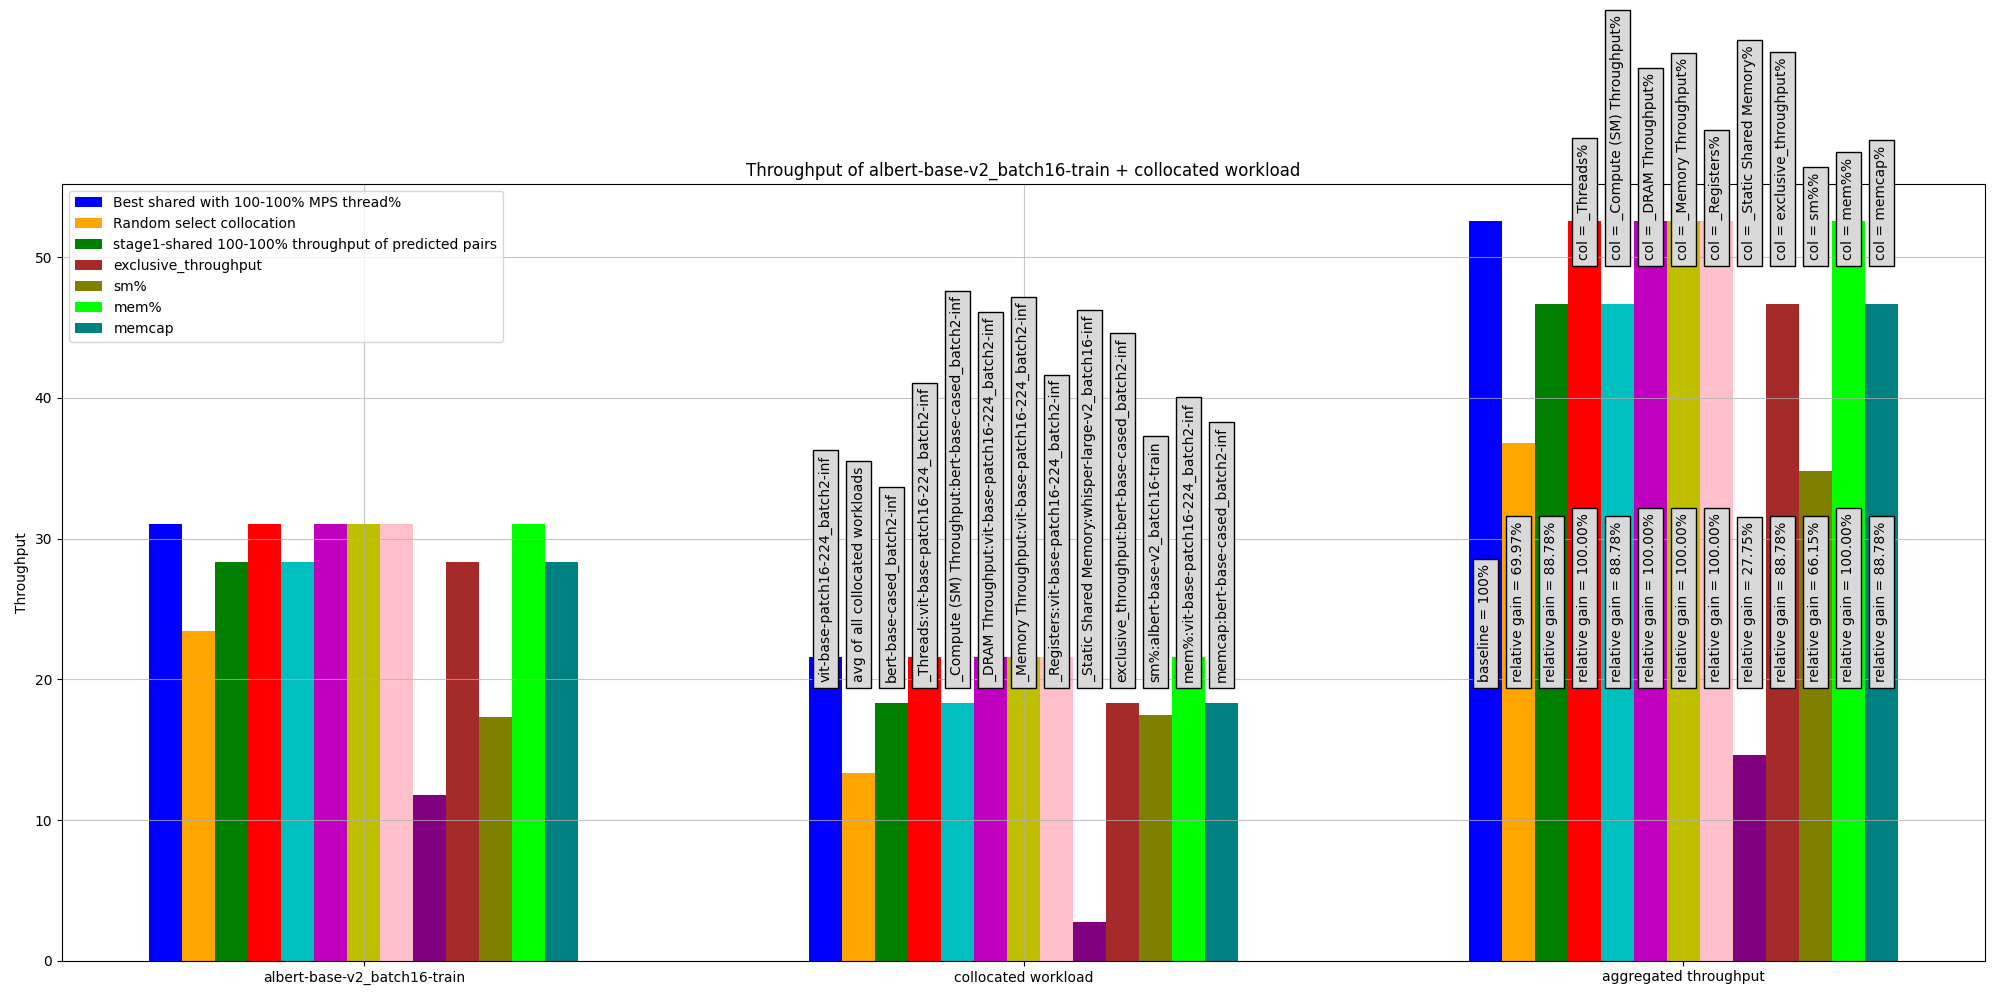 col = _Threads%
col = _Compute (SM) Throughput%
col = _DRAM Throughput%
col = _Memory Throughput%
col = _Registers%
col = _Static Shared Memory%
col = exclusive_throughput%
col = sm%%
col = mem%%
col = memcap%
Throughput of albert-base-v2_batch16-train + collocated workload
Best shared with 100-100% MPS thread%
Random select collocation
stage1-shared 100-100% throughput of predicted pairs
exclusive_throughput
sm%
mem%
memcap
Throughput
50
40
30
20
10
0
vit-base-patch16-224_batch2-inf
avg of all collocated workloads
bert-base-cased_batch2-inf
_Threads:vit-base-patch16-224_batch2-inf
_Compute (SM) Throughput:bert-base-cased_batch2-inf
_DRAM Throughput:vit-base-patch16-224_batch2-inf
_Memory Throughput:vit-base-patch16-224_batch2-inf
_Registers:vit-base-patch16-224_batch2-inf
_Static Shared Memory:whisper-large-v2_batch16-inf
exclusive_throughput:bert-base-cased_batch2-inf
sm%:albert-base-v2_batch16-train
mem%:vit-base-patch16-224_batch2-inf
memcap:bert-base-cased_batch2-inf
baseline = 100%
relative gain = 69.97%
relative gain = 88.78%
relative gain = 100.00%
relative gain = 88.78%
relative gain = 100.00%
relative gain = 100.00%
relative gain = 100.00%
relative gain = 27.75%
relative gain = 88.78%
relative gain = 66.15%
relative gain = 100.00%
relative gain = 88.78%
albert-base-v2_batch16-train
collocated workload
aggregated throughput